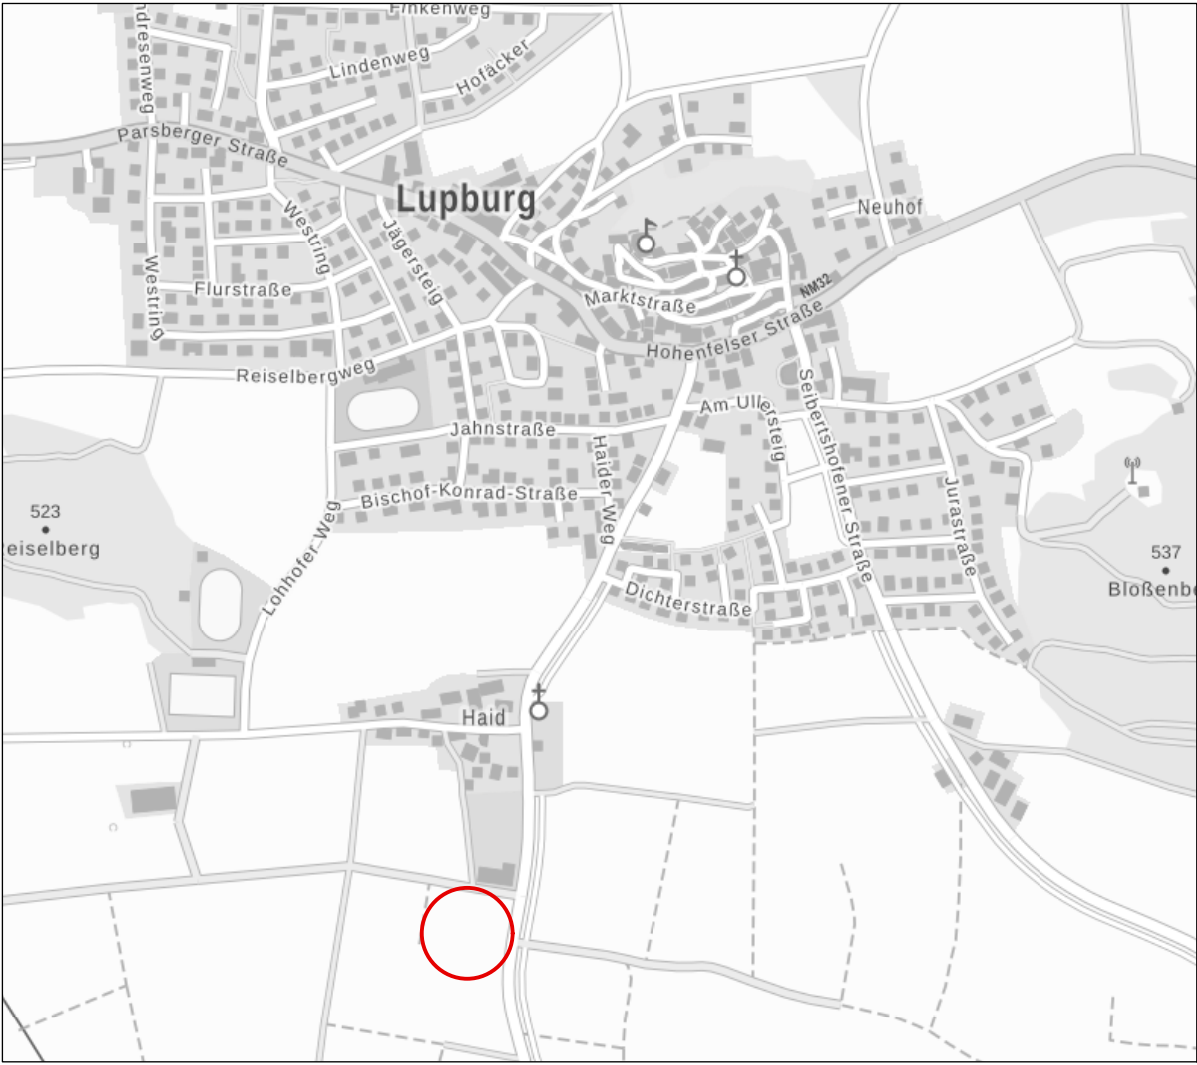 Finkenweg
Lindenweg
Hofäcker
Parsberger Straße
Lupburg
Neuhof
Westring
Jägersteig
Westring
Flurstraße
Marktstraße
NM32
Hohenfelser Straße
Reiselbergweg
Am Ullersteig
Seibertshofener Straße
Jahnstraße
Haider Weg
Bischof-Konrad-Straße
Jurastraße
523
eiselberg
Lohhofer Weg
537
Bloßenbe
Dichterstraße
Haid